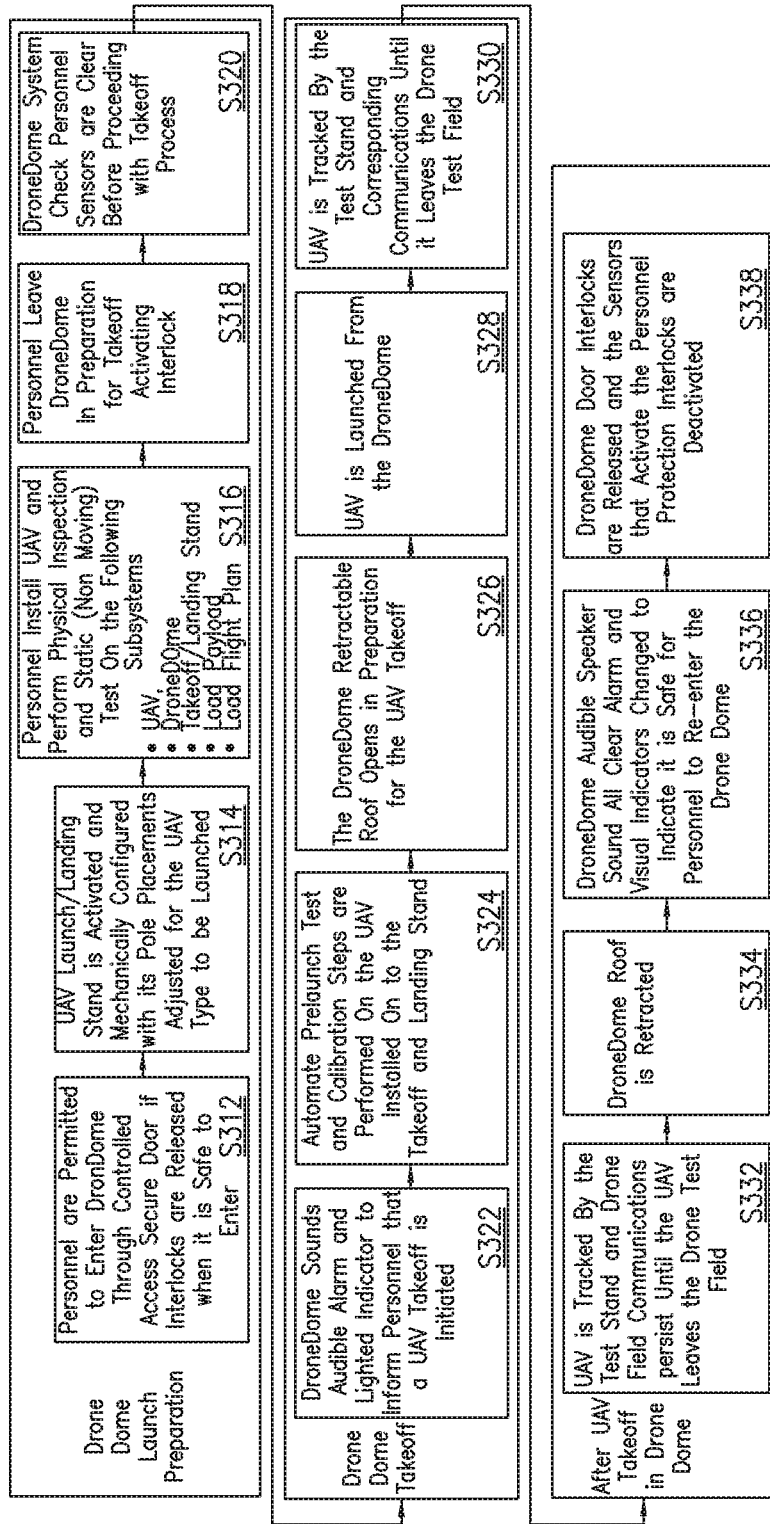 Drone
Dome
Launch
Preparation
Personnel are Permitted
to Enter DronDome
Through Controlled
Access Secure Door if
Interlocks are Released
when it is Safe to
Enter S312
UAV Launch/Landing
Stand is Activated and
Mechanically Configured
with its Pole Placements
Adjusted for the UAV
Type to be Launched
S314
Personnel Install UAV and
Perform Physical Inspection
and Static (Non Moving)
Test On the Following
Subsystems
• UAV,
• DroneDOme
• Takeoff/Landing Stand
• Load Payload
• Load Flight Plan S316
Personnel Leave
DroneDome
In Preparation
for Takeoff
Activating
Interlock
S318
DroneDome System
Check Personnel
Sensors are Clear
Before Proceeding
with Takeoff
Process
S320
Drone
Dome
Takeoff
DroneDome Sounds
Audible Alarm and
Lighted Indicator to
Inform Personnel that
a UAV Takeoff is
Initiated
S322
Automate Prelaunch Test
and Calibration Steps are
Performed On the UAV
Installed On to the
Takeoff and Landing Stand
S324
The DroneDome Retractable
Roof Opens in Preparation
for the UAV Takeoff
S326
UAV is Launched From
the DroneDome
S328
UAV is Tracked By the
Test Stand and
Corresponding
Communications Until
it Leaves the Drone
Test Field
S330
After UAV
Takeoff
in Drone
Dome
UAV is Tracked By the
Test Stand and Drone
Field Communications
persist Until the UAV
Leaves the Drone Test
Field
S332
DroneDome Roof
is Retracted
S334
DroneDome Audible Speaker
Sound All Clear Alarm and
Visual Indicators Changed to
Indicate it is Safe for
Personnel to Re-enter the
Drone Dome
S336
DroneDome Door Interlocks
are Released and the Sensors
that Activate the Personnel
Protection Interlocks are
Deactivated
S338